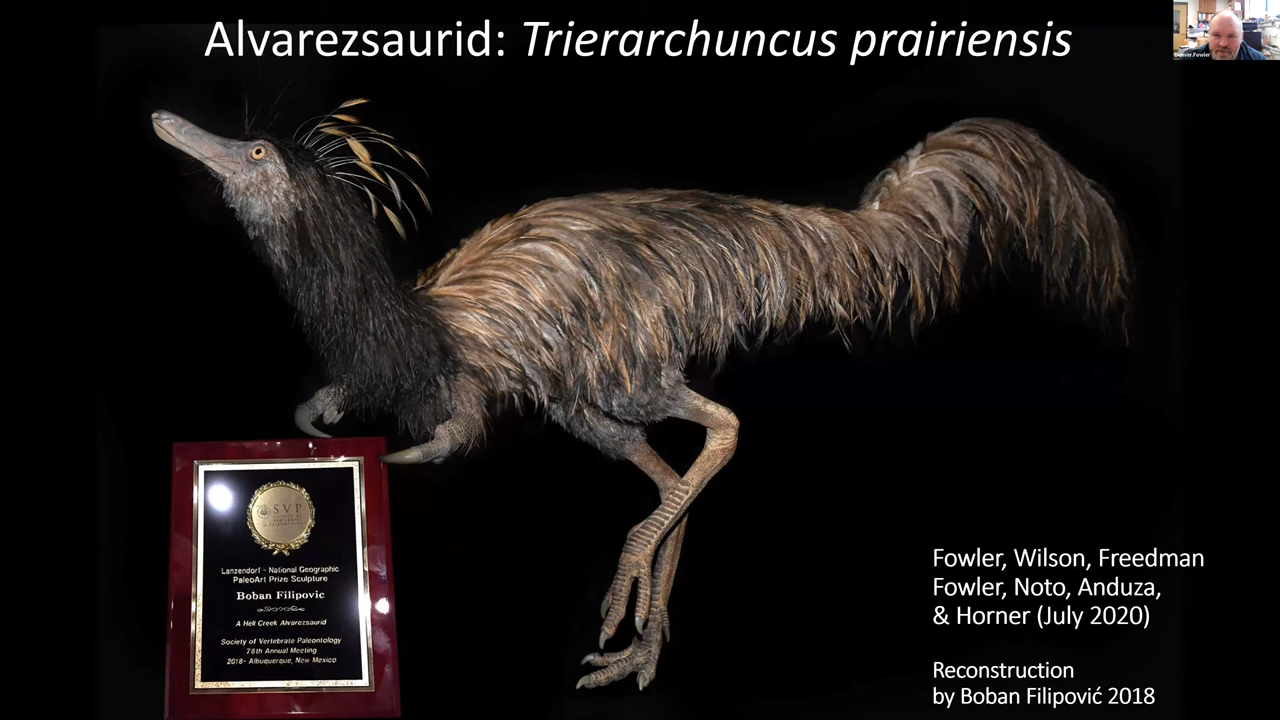 Alvarezsaurid: Trierarchuncus prairiensis
Denver.Fowler
SVP
Lanzendorf - National Geographic
PaleoArt Prize Sculpture
Boban Filipovic
A Hell Creek Alvarezsaurid
Society of Vertebrate Paleontology
78th Annual Meeting
2018- Albuquerque, New Mexico
Fowler, Wilson, Freedman
Fowler, Noto, Anduza,
& Horner (July 2020)
Reconstruction
by Boban Filipović 2018